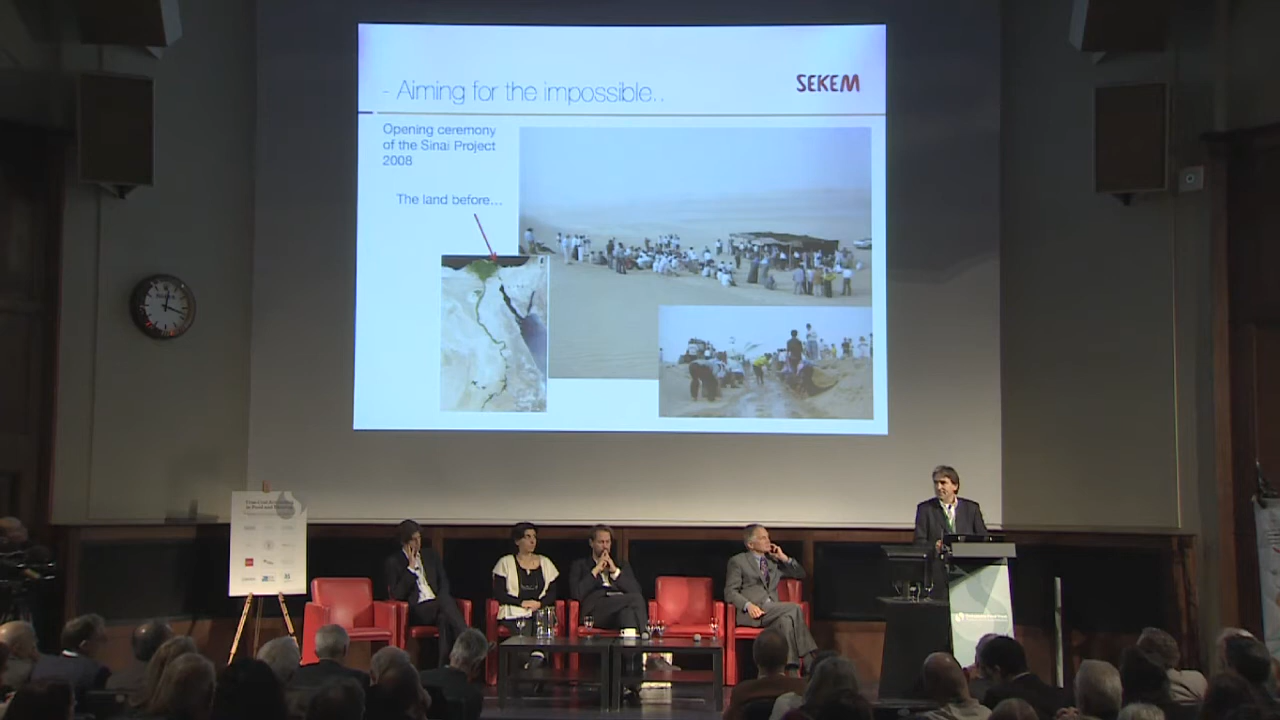 - Aiming for the impossible..
SEKEM
Opening ceremony
of the Sinai Project
2008
The land before...